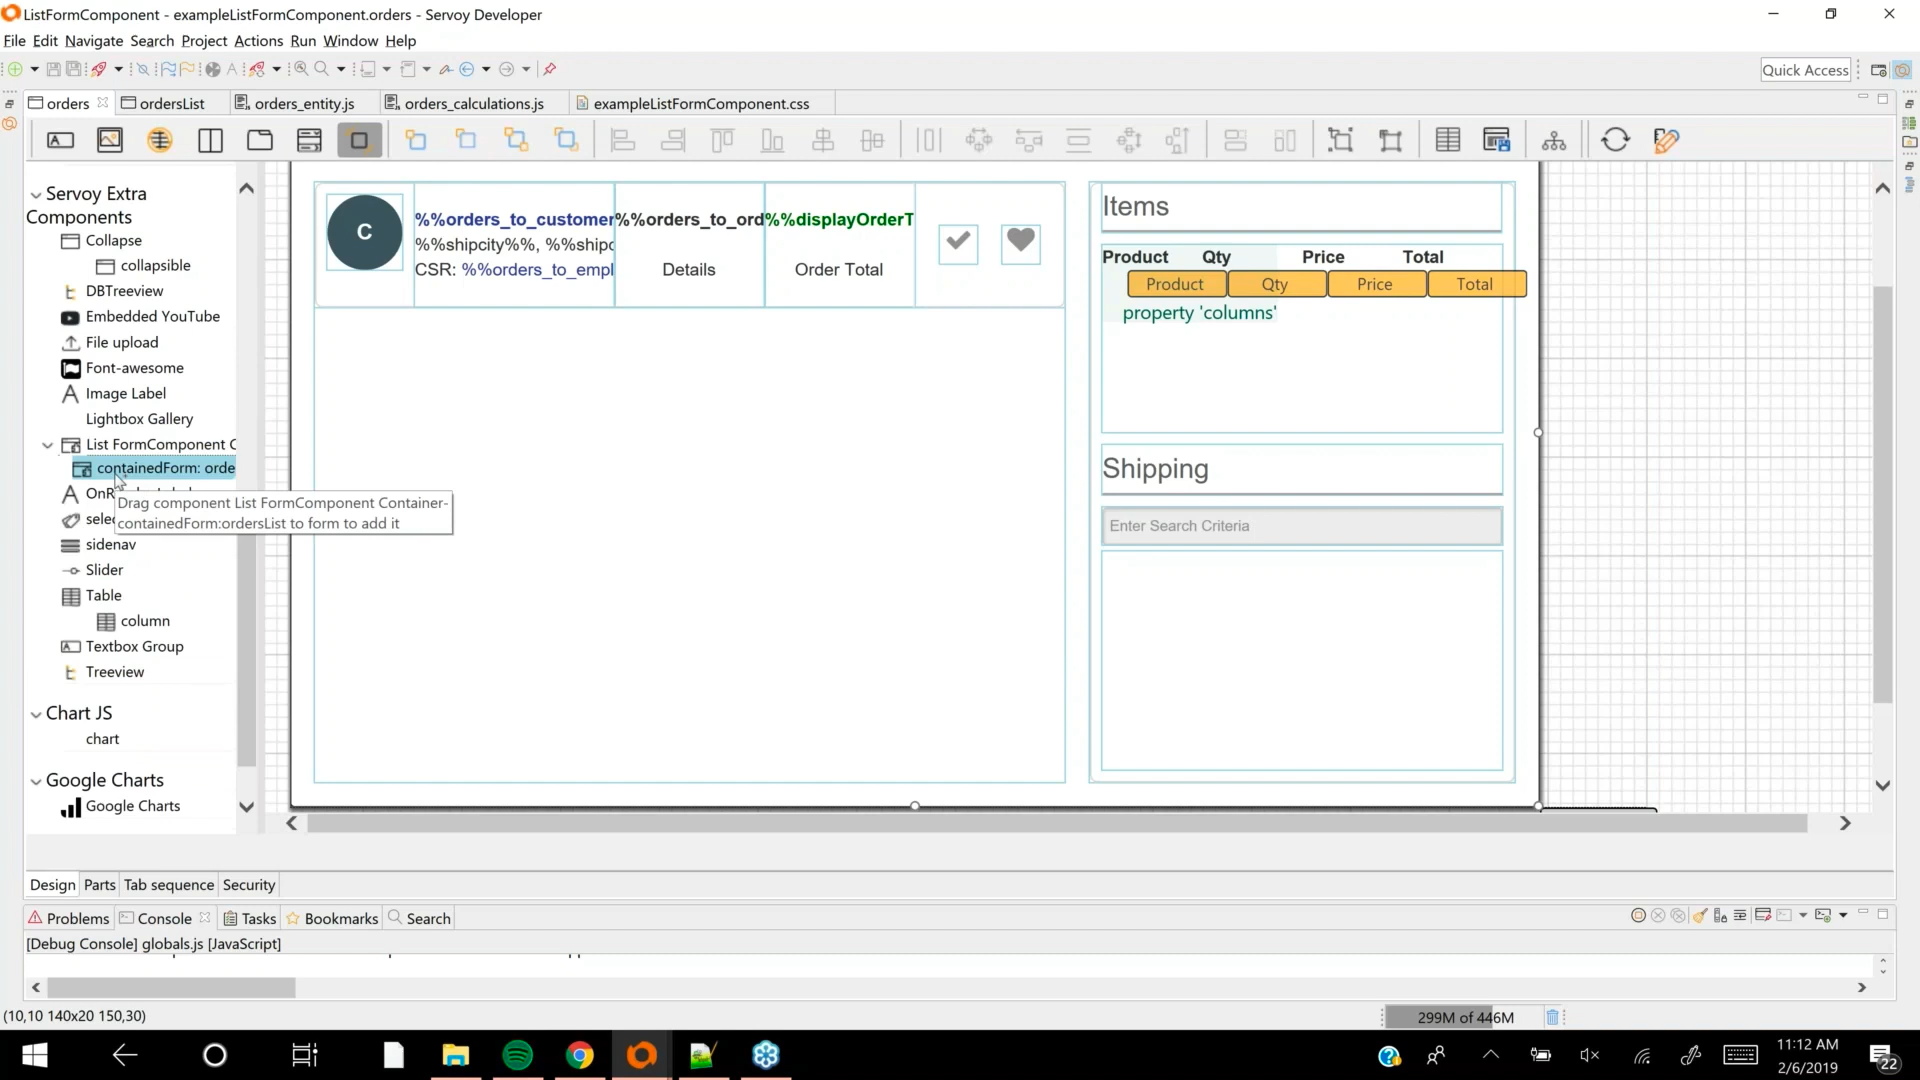 ListFormComponent - exampleListFormComponent.orders - Servoy Developer
File Edit Navigate Search Project Actions Run Window Help
Quick Access
orders
ordersList
orders_entity.js
orders_calculations.js
exampleListFormComponent.css
Servoy Extra
Components
Collapse
collapsible
DBTreeview
Embedded YouTube
File upload
Font-awesome
Image Label
Lightbox Gallery
List FormComponent C
containedForm: orde
OnR
selec
sidenav
Slider
Table
column
Textbox Group
Treeview
Chart JS
chart
Google Charts
Google Charts
Drag component List FormComponent Container-
containedForm:ordersList to form to add it
C
%%orders_to_customer
%%shipcity%%, %%shipc
CSR: %%orders_to_empl
%%orders_to_ord
Details
%%displayOrderT
Order Total
Items
Product Qty Price Total
Product Qty Price Total
property 'columns'
Shipping
Enter Search Criteria
Design Parts Tab sequence Security
Problems Console Tasks Bookmarks Search
[Debug Console] globals.js [JavaScript]
(10,10 140x20 150,30)
299M of 446M
11:12 AM
2/6/2019
22